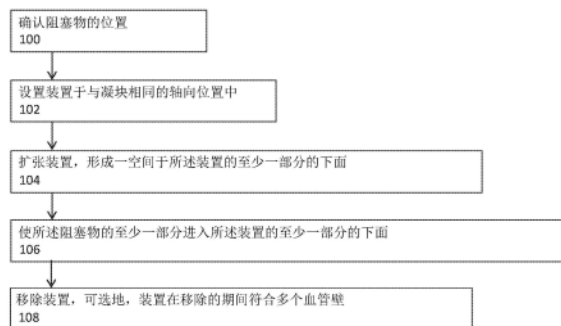 确认阻塞物的位置
100
设置装置于与凝块相同的轴向位置中
102
扩张装置，形成一空间于所述装置的至少一部分的下面
104
使所述阻塞物的至少一部分进入所述装置的至少一部分的下面
106
移除装置，可选地，装置在移除的期间符合多个血管壁
108